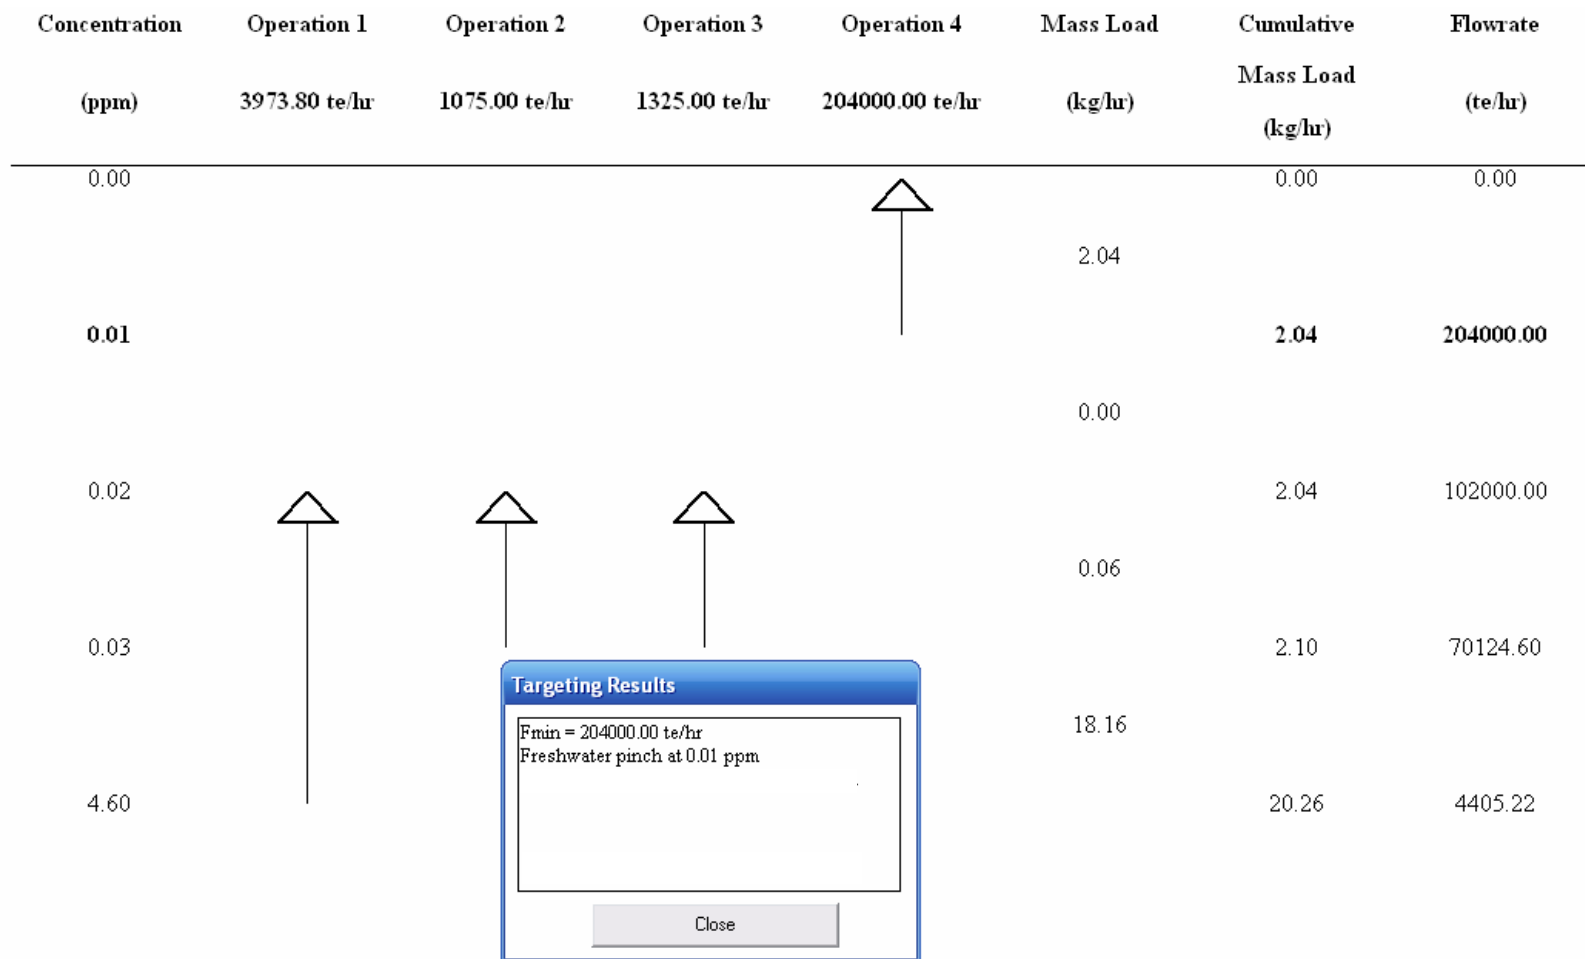 Concentration Operation 1 Operation 2 Operation 3 Operation 4 Mass Load Cumulative Flowrate
Mass Load
(ppm) 3973.80 te/hr 1075.00 te/hr 1325.00 te/hr 204000.00 te/hr (kg/hr) (te/hr)
(kg/hr)
0.00 0.00 0.00
2.04
0.01 2.04 204000.00
0.00
0.02 2.04 102000.00
0.06
0.03 2.10 70124.60
Targeting Results
18.16
Fmin = 204000.00 te/hr
Freshwater pinch at 0.01 ppm
4.60 20.26 4405.22
Close